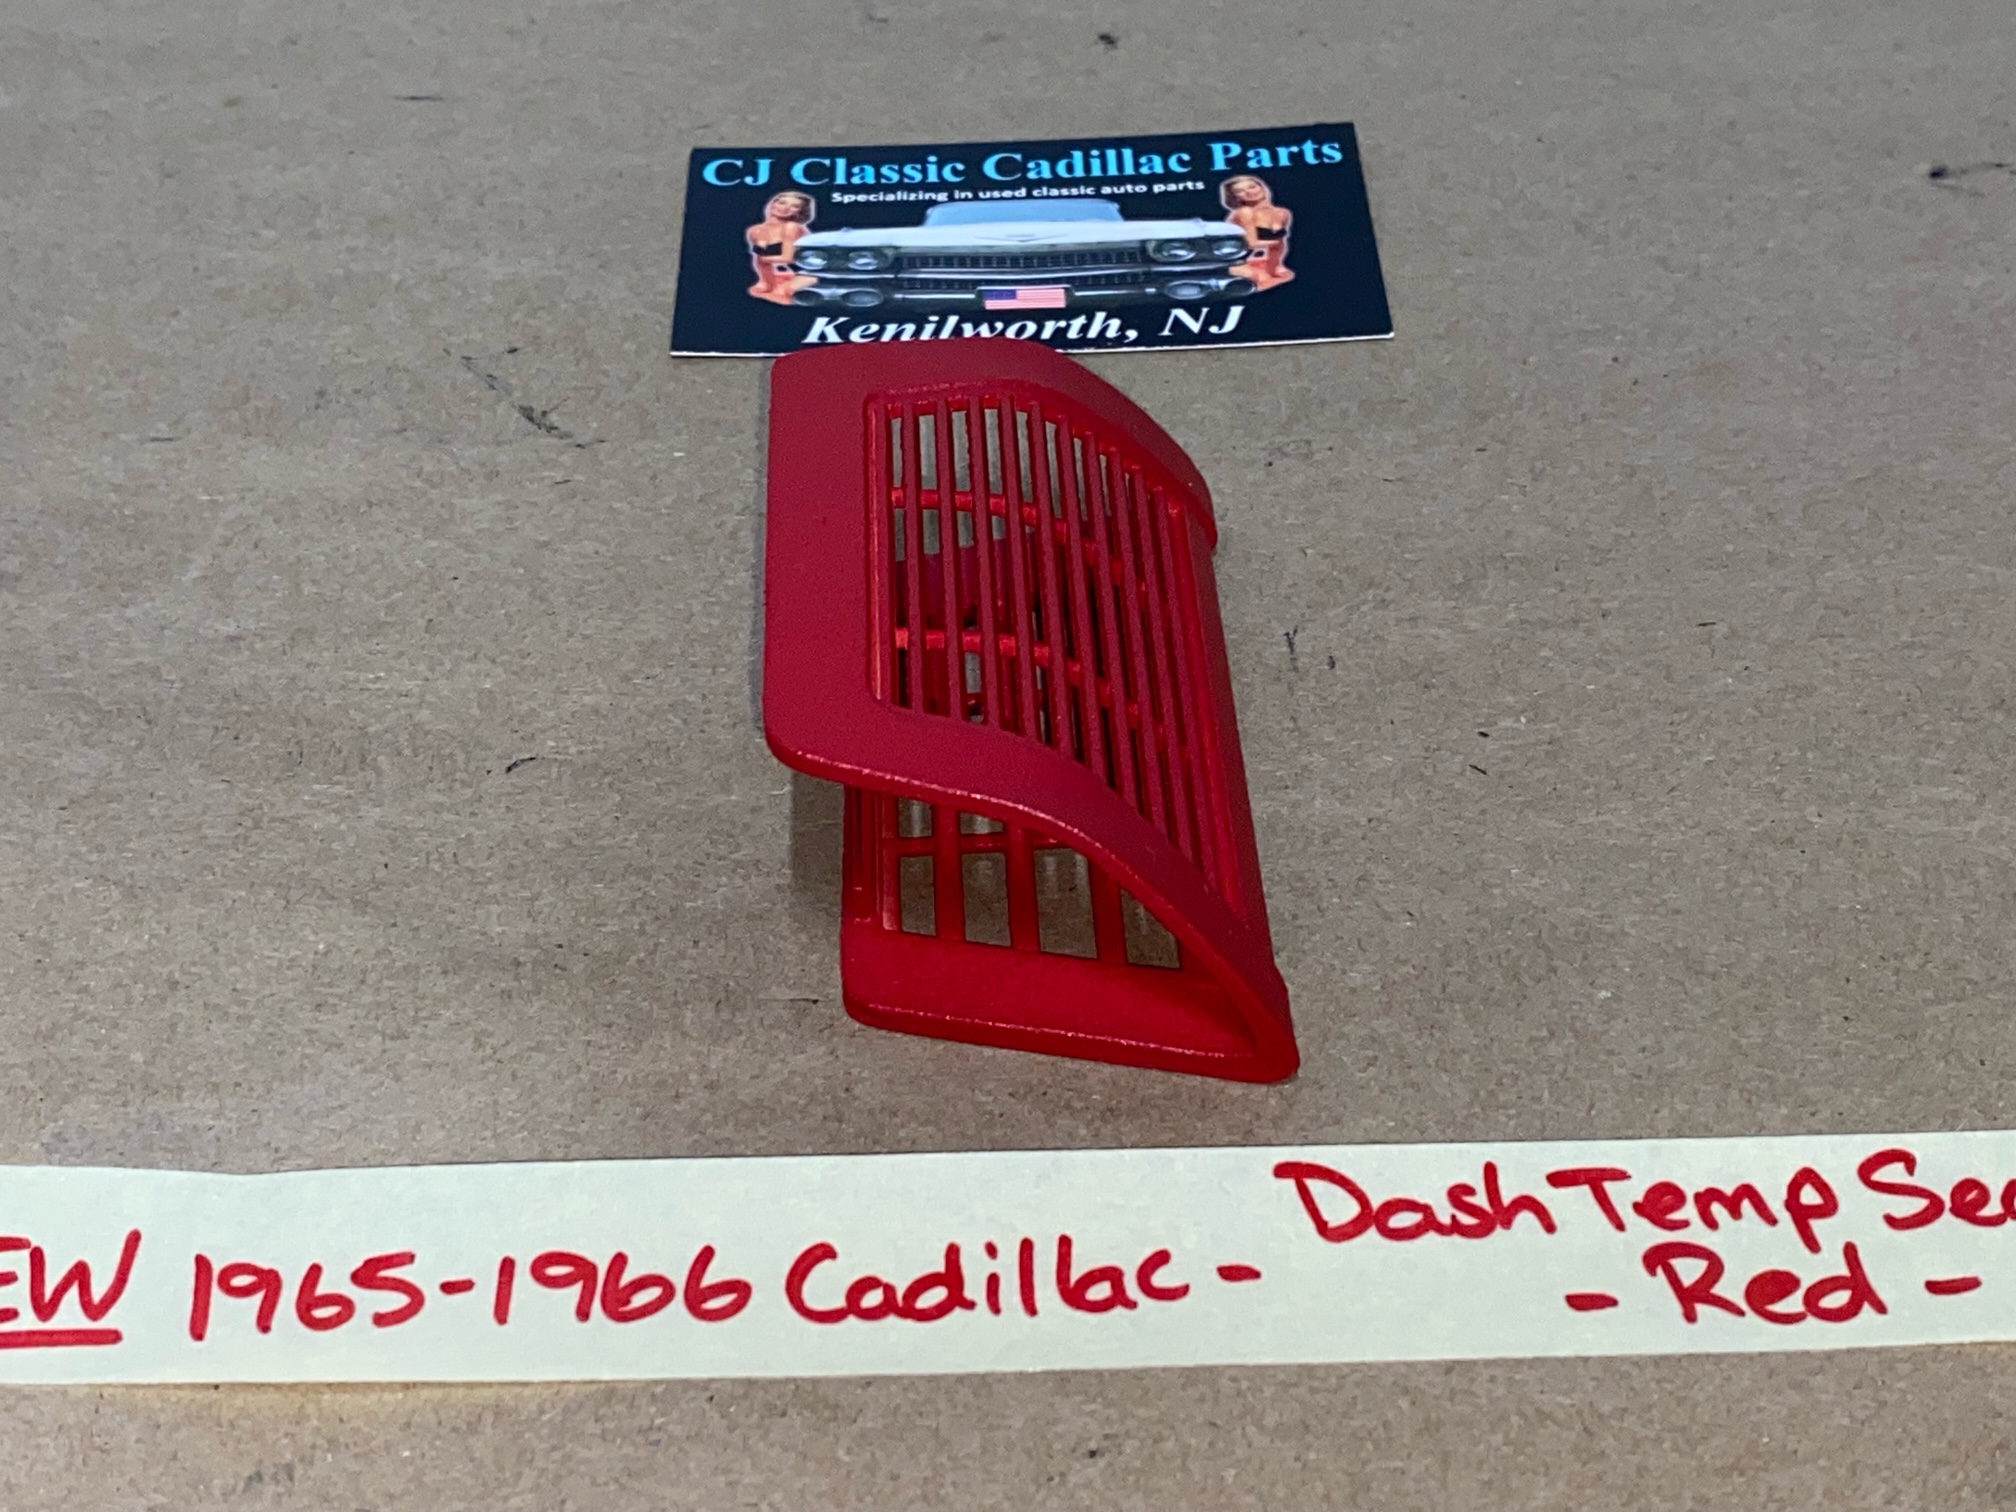 CJ Classic Cadillac Parts
Specializing in used classic auto parts
Kenilworth, NJ
EW 1965-1966 Cadillac - Dash Temp Se
- Red -